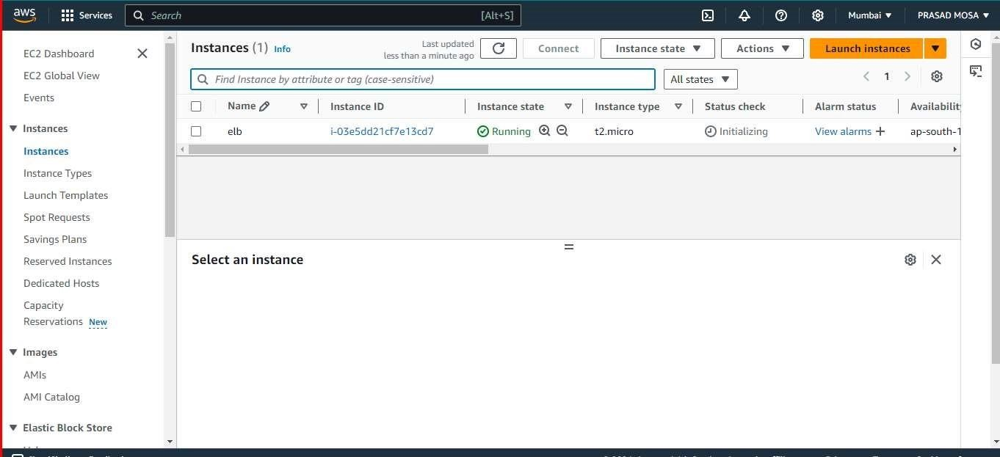 aws
Services
Search
[Alt+S]
Mumbai
PRASAD MOSA
EC2 Dashboard
EC2 Global View
Events
Instances
Instances
Instance Types
Launch Templates
Spot Requests
Savings Plans
Reserved Instances
Dedicated Hosts
Capacity
Reservations New
Images
AMIs
AMI Catalog
Elastic Block Store
Instances (1) Info
Last updated
less than a minute ago
Connect
Instance state
Actions
Launch instances
Find Instance by attribute or tag (case-sensitive)
All states
1
Name Instance ID Instance state Instance type Status check Alarm status Availability
elb i-03e5dd21cf7e13cd7 Running t2.micro Initializing View alarms + ap-south-1
Select an instance